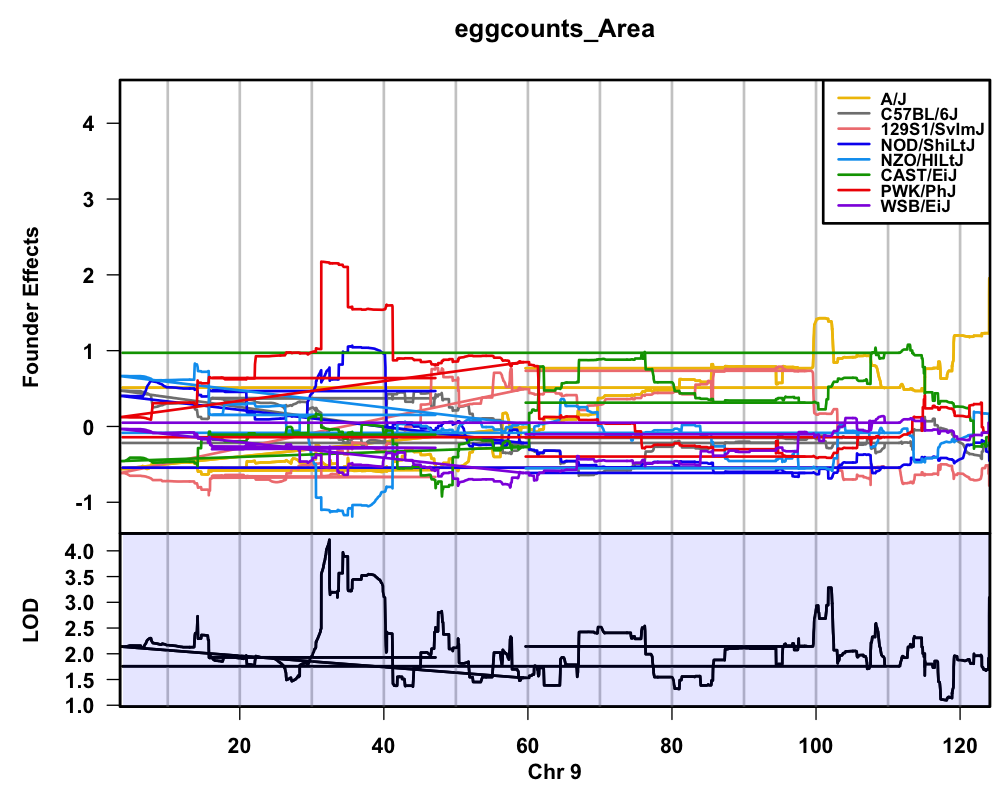 eggcounts_Area
A/J
C57BL/6J
129S1/SvImJ
NOD/ShiLtJ
NZO/HlLtJ
CAST/EiJ
PWK/PhJ
WSB/EiJ
Founder Effects
4
3
2
1
0
-1
LOD
4.0
3.5
3.0
2.5
2.0
1.5
1.0
20 40 60 80 100 120
Chr 9